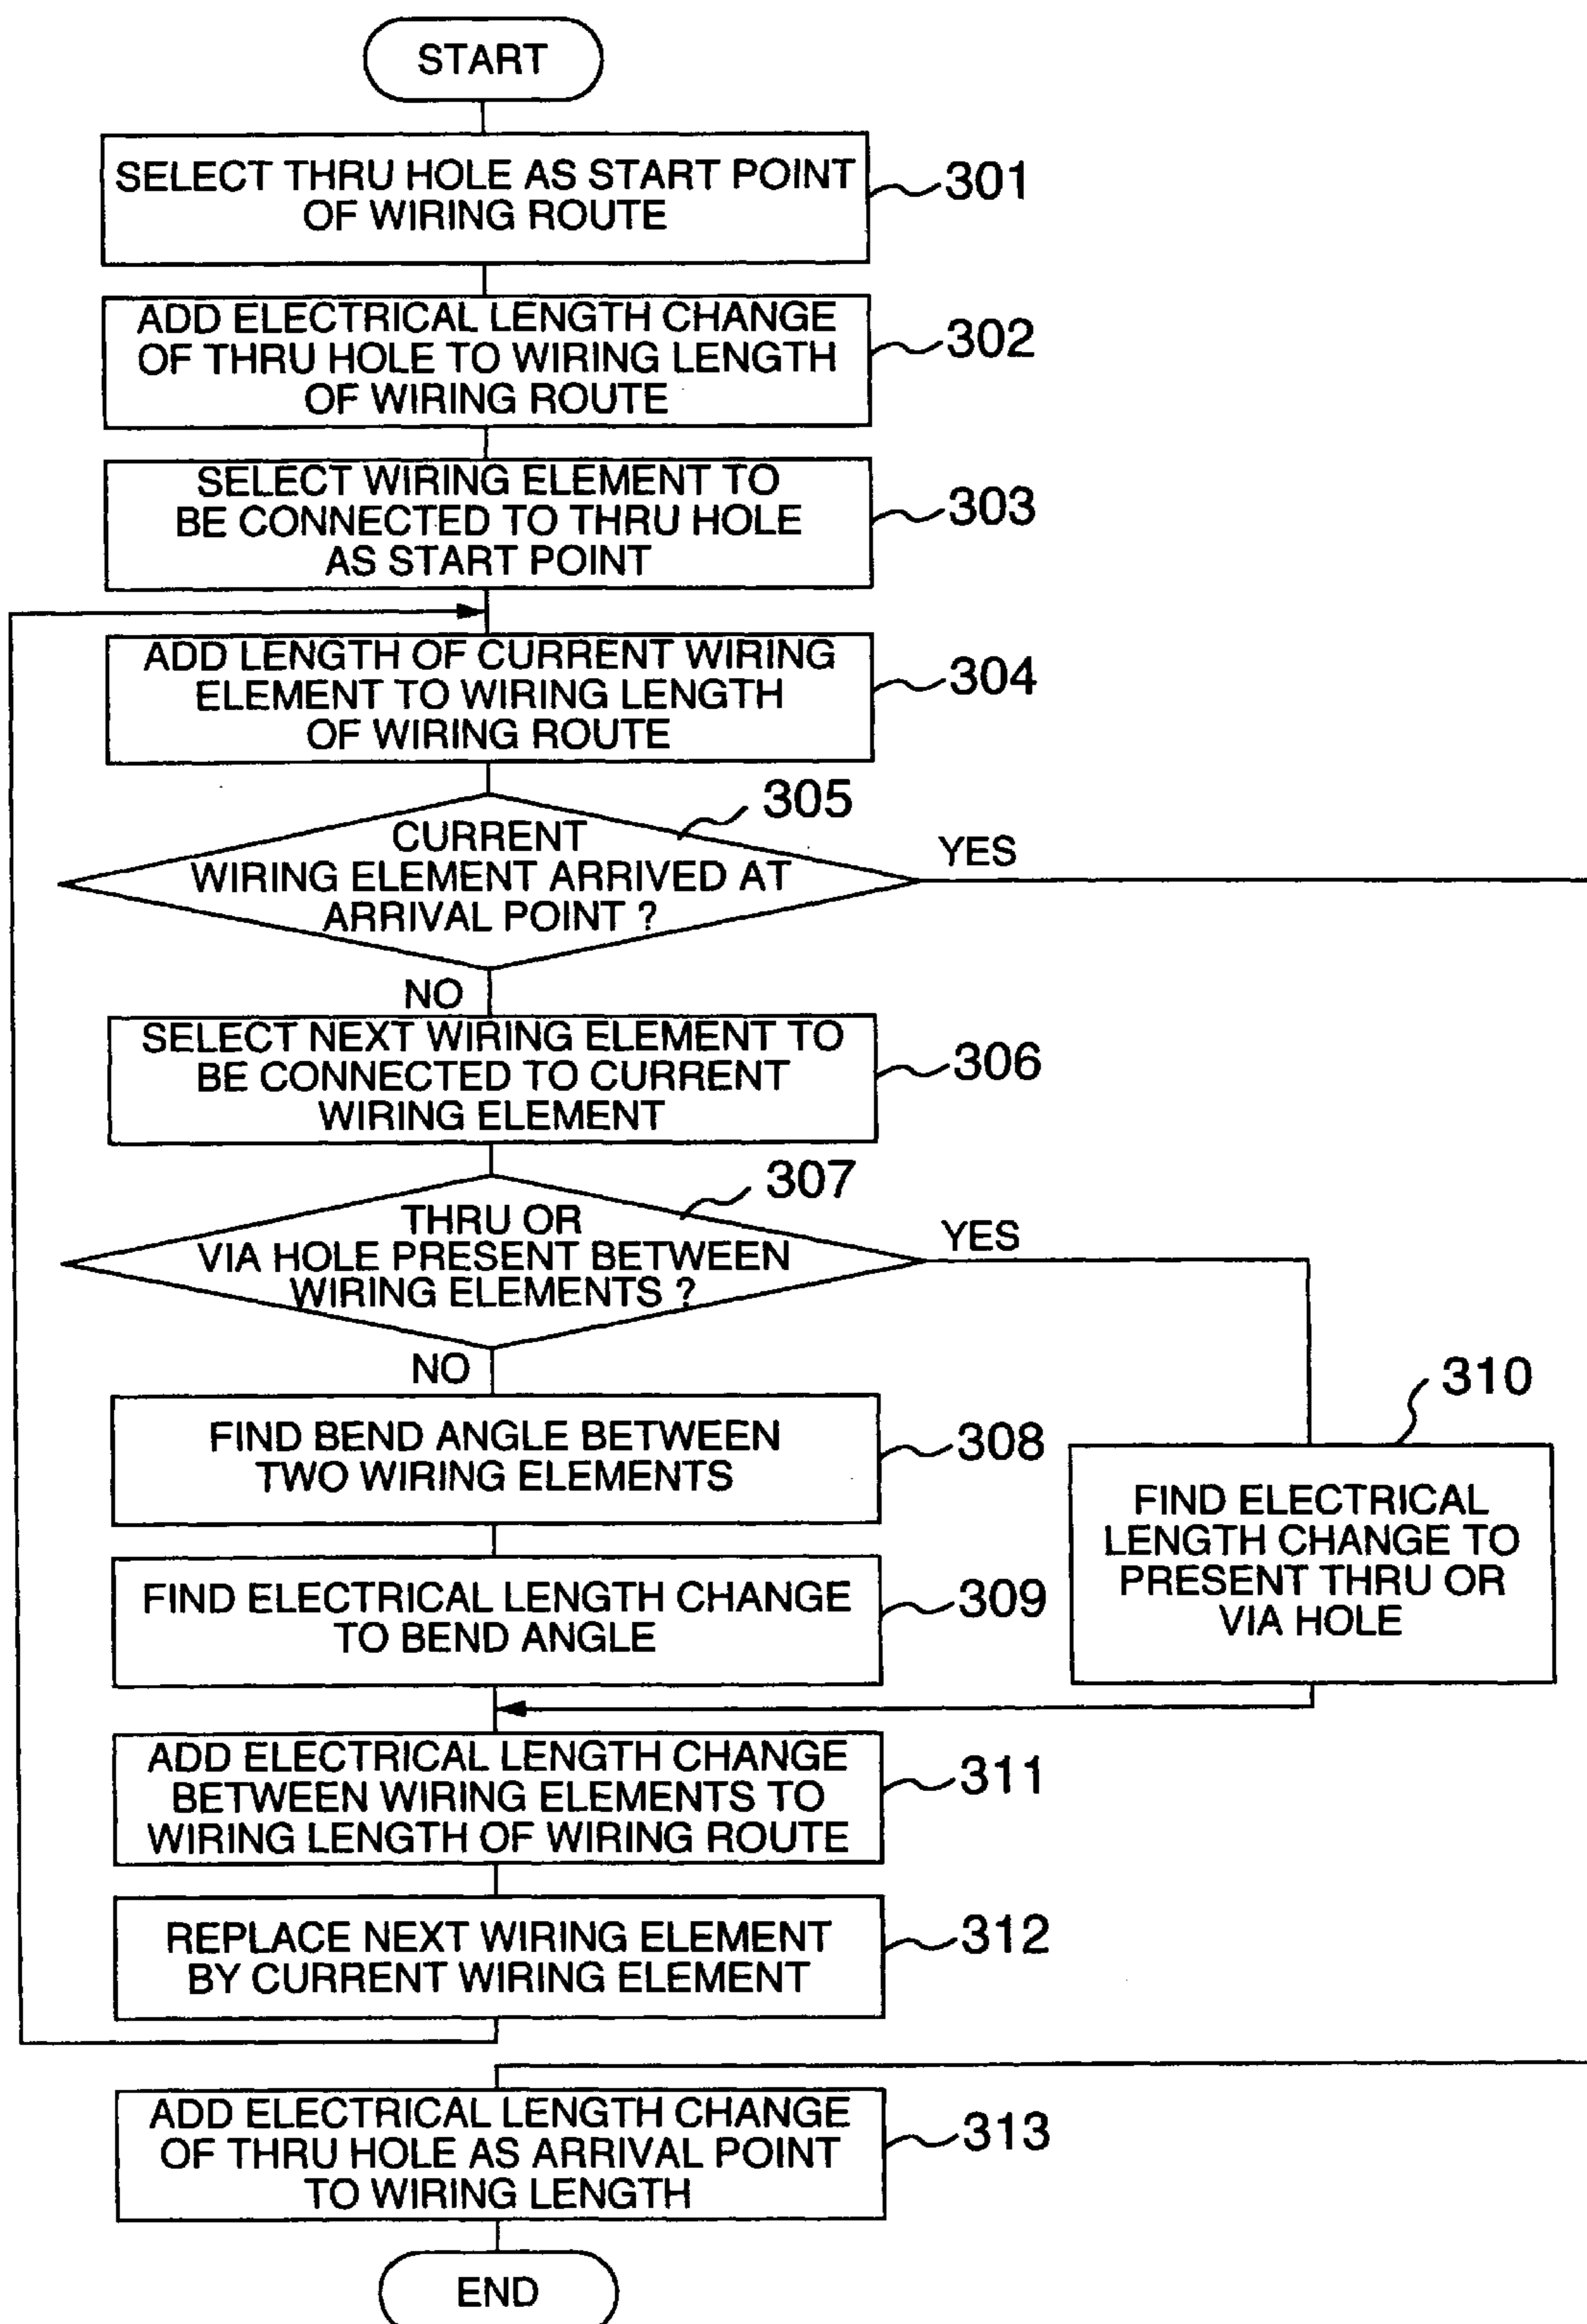 START
SELECT THRU HOLE AS START POINT
OF WIRING ROUTE
301
ADD ELECTRICAL LENGTH CHANGE
OF THRU HOLE TO WIRING LENGTH
OF WIRING ROUTE
302
SELECT WIRING ELEMENT TO
BE CONNECTED TO THRU HOLE
AS START POINT
303
ADD LENGTH OF CURRENT WIRING
ELEMENT TO WIRING LENGTH
OF WIRING ROUTE
304
305
CURRENT
WIRING ELEMENT ARRIVED AT
ARRIVAL POINT ?
YES
NO
SELECT NEXT WIRING ELEMENT TO
BE CONNECTED TO CURRENT
WIRING ELEMENT
306
307
THRU OR
VIA HOLE PRESENT BETWEEN
WIRING ELEMENTS ?
YES
NO
FIND BEND ANGLE BETWEEN
TWO WIRING ELEMENTS
308
FIND ELECTRICAL LENGTH CHANGE
TO BEND ANGLE
309
310
FIND ELECTRICAL
LENGTH CHANGE TO
PRESENT THRU OR
VIA HOLE
ADD ELECTRICAL LENGTH CHANGE
BETWEEN WIRING ELEMENTS TO
WIRING LENGTH OF WIRING ROUTE
311
REPLACE NEXT WIRING ELEMENT
BY CURRENT WIRING ELEMENT
312
ADD ELECTRICAL LENGTH CHANGE
OF THRU HOLE AS ARRIVAL POINT
TO WIRING LENGTH
313
END